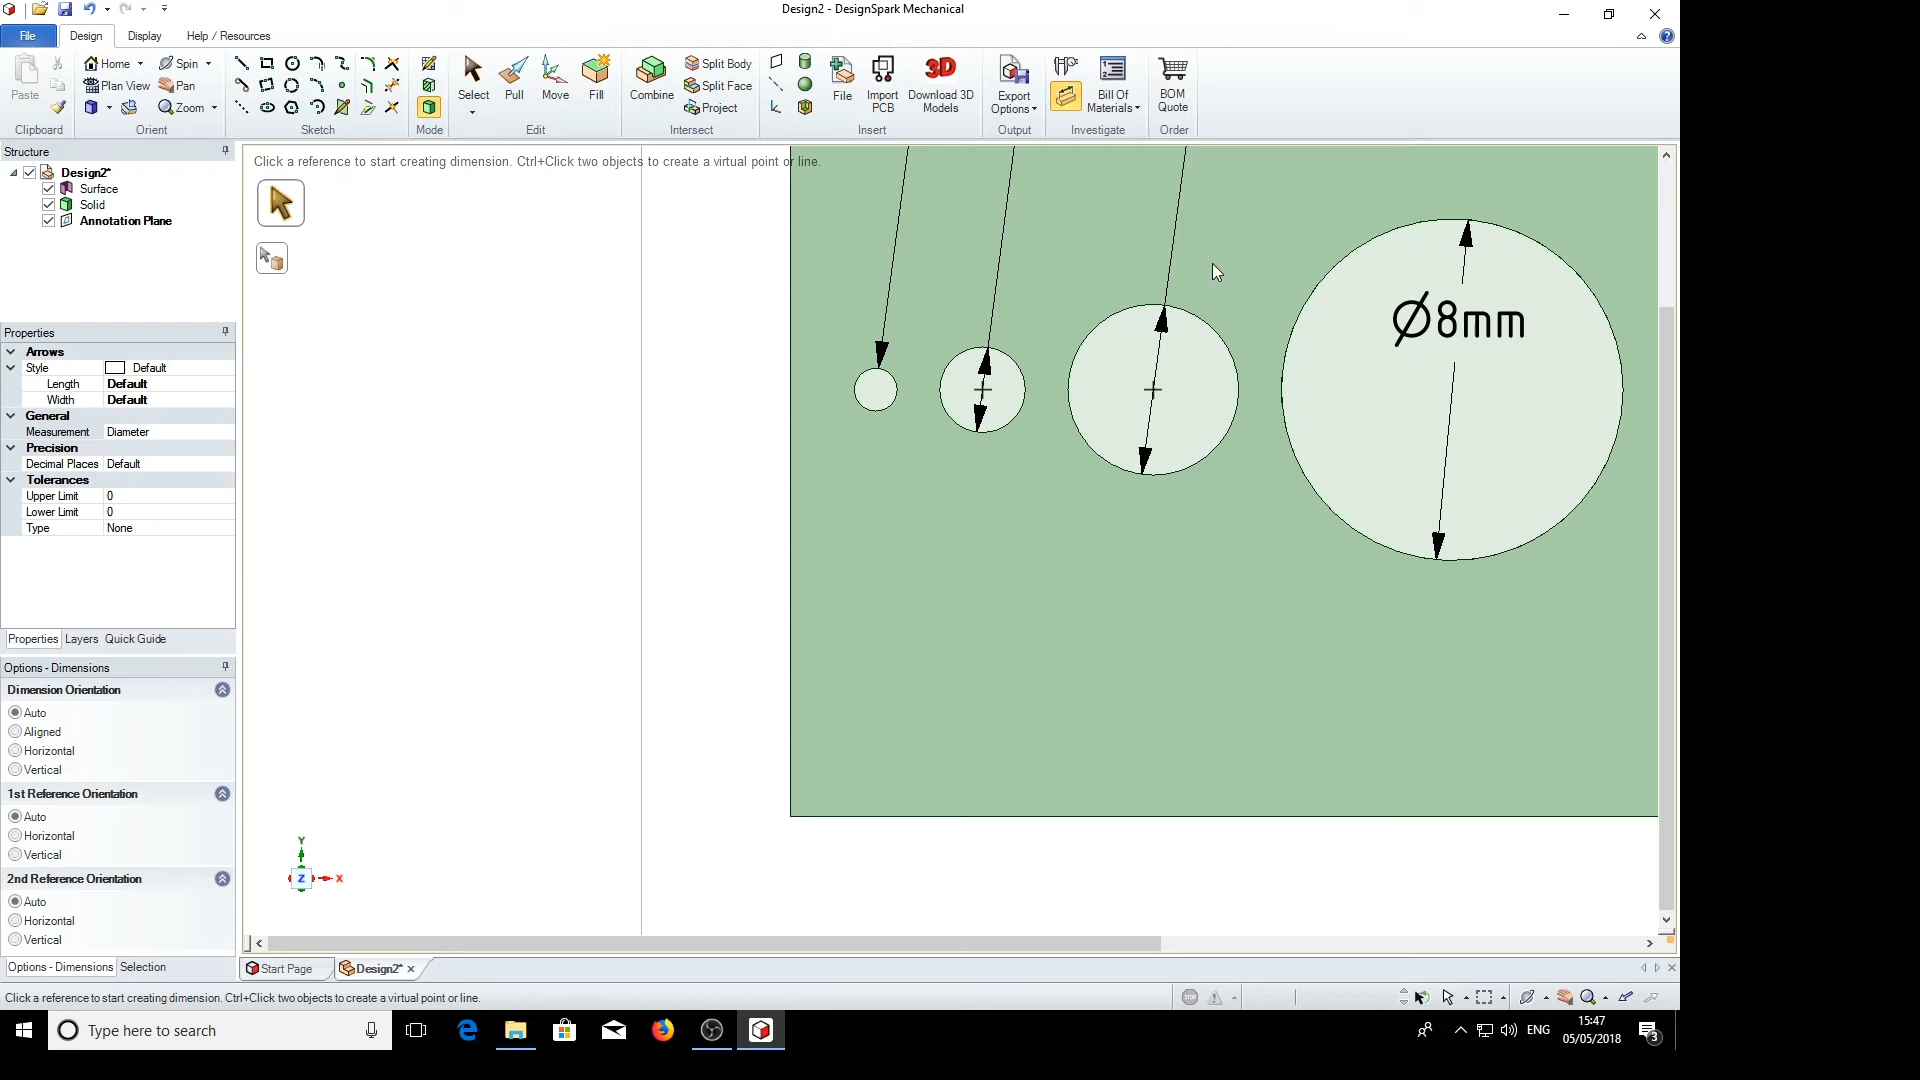 Design2 - DesignSpark Mechanical
File Design Display Help / Resources
Paste
Clipboard
Home Spin
Plan View Pan
Zoom
Orient
Sketch
Mode
Select Pull Move Fill
Edit
Combine
Split Body
Split Face
Project
Intersect
File
Import PCB
3D
Download 3D Models
Insert
Export Options
Output
Bill Of Materials
Investigate
BOM Quote
Order
Structure
Design2*
Surface
Solid
Annotation Plane
Properties
Arrows
Style Default
Length Default
Width Default
General
Measurement Diameter
Precision
Decimal Places Default
Tolerances
Upper Limit 0
Lower Limit 0
Type None
Properties Layers Quick Guide
Options - Dimensions
Dimension Orientation
Auto
Aligned
Horizontal
Vertical
1st Reference Orientation
Auto
Horizontal
Vertical
2nd Reference Orientation
Auto
Horizontal
Vertical
Options - Dimensions Selection
Click a reference to start creating dimension. Ctrl+Click two objects to create a virtual point or line.
Ø8mm
Y
Z X
Start Page Design2*
Click a reference to start creating dimension. Ctrl+Click two objects to create a virtual point or line.
STOP
Type here to search
ENG
15:47
05/05/2018
3